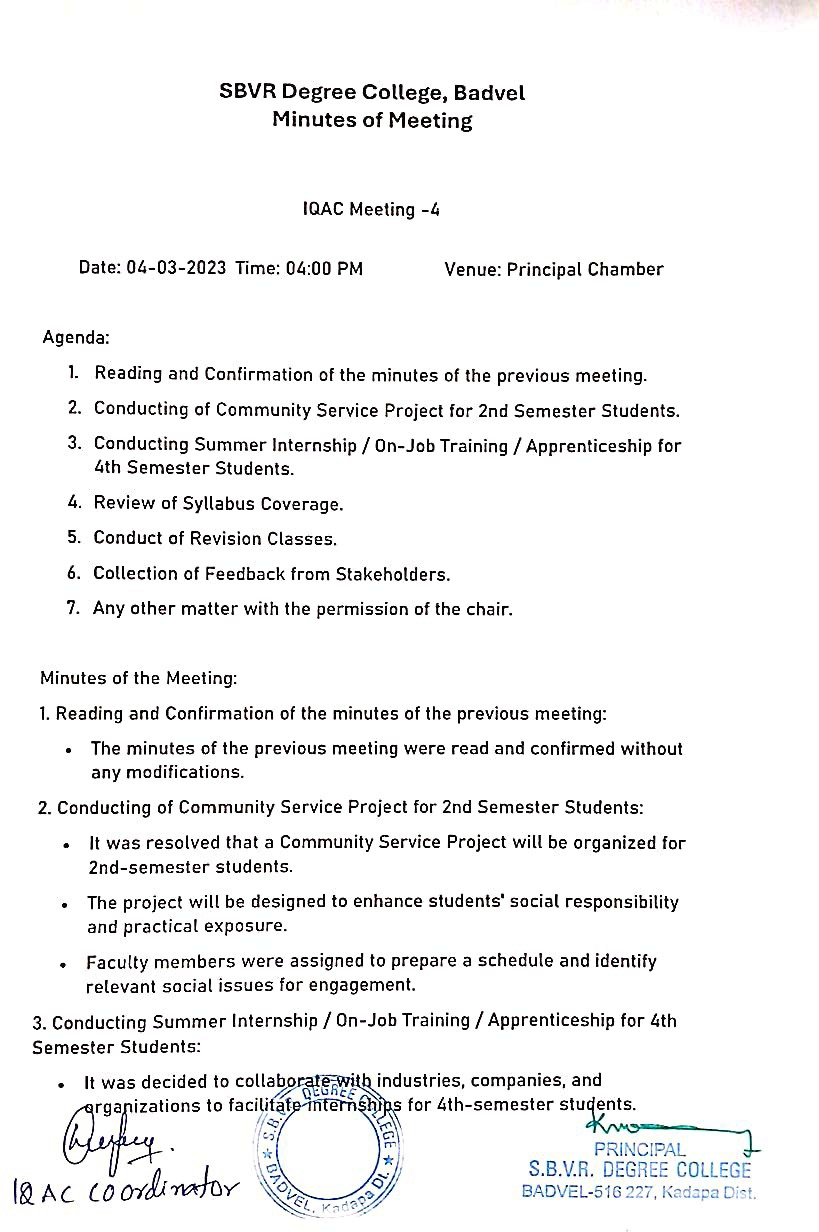 SBVR Degree College, Badvel
Minutes of Meeting
IQAC Meeting -4
Date: 04-03-2023 Time: 04:00 PM Venue: Principal Chamber
Agenda:
1. Reading and Confirmation of the minutes of the previous meeting.
2. Conducting of Community Service Project for 2nd Semester Students.
3. Conducting Summer Internship / On-Job Training / Apprenticeship for
4th Semester Students.
4. Review of Syllabus Coverage.
5. Conduct of Revision Classes.
6. Collection of Feedback from Stakeholders.
7. Any other matter with the permission of the chair.
Minutes of the Meeting:
1. Reading and Confirmation of the minutes of the previous meeting:
• The minutes of the previous meeting were read and confirmed without
any modifications.
2. Conducting of Community Service Project for 2nd Semester Students:
• It was resolved that a Community Service Project will be organized for
2nd-semester students.
• The project will be designed to enhance students' social responsibility
and practical exposure.
• Faculty members were assigned to prepare a schedule and identify
relevant social issues for engagement.
3. Conducting Summer Internship / On-Job Training / Apprenticeship for 4th
Semester Students:
• It was decided to collaborate with industries, companies, and
organizations to facilitate internships for 4th-semester students.
IQAC Coordinator
DEGREE COLLEGE
BADVEL, Kadapa Dt.
PRINCIPAL
S.B.V.R. DEGREE COLLEGE
BADVEL-516 227, Kadapa Dist.